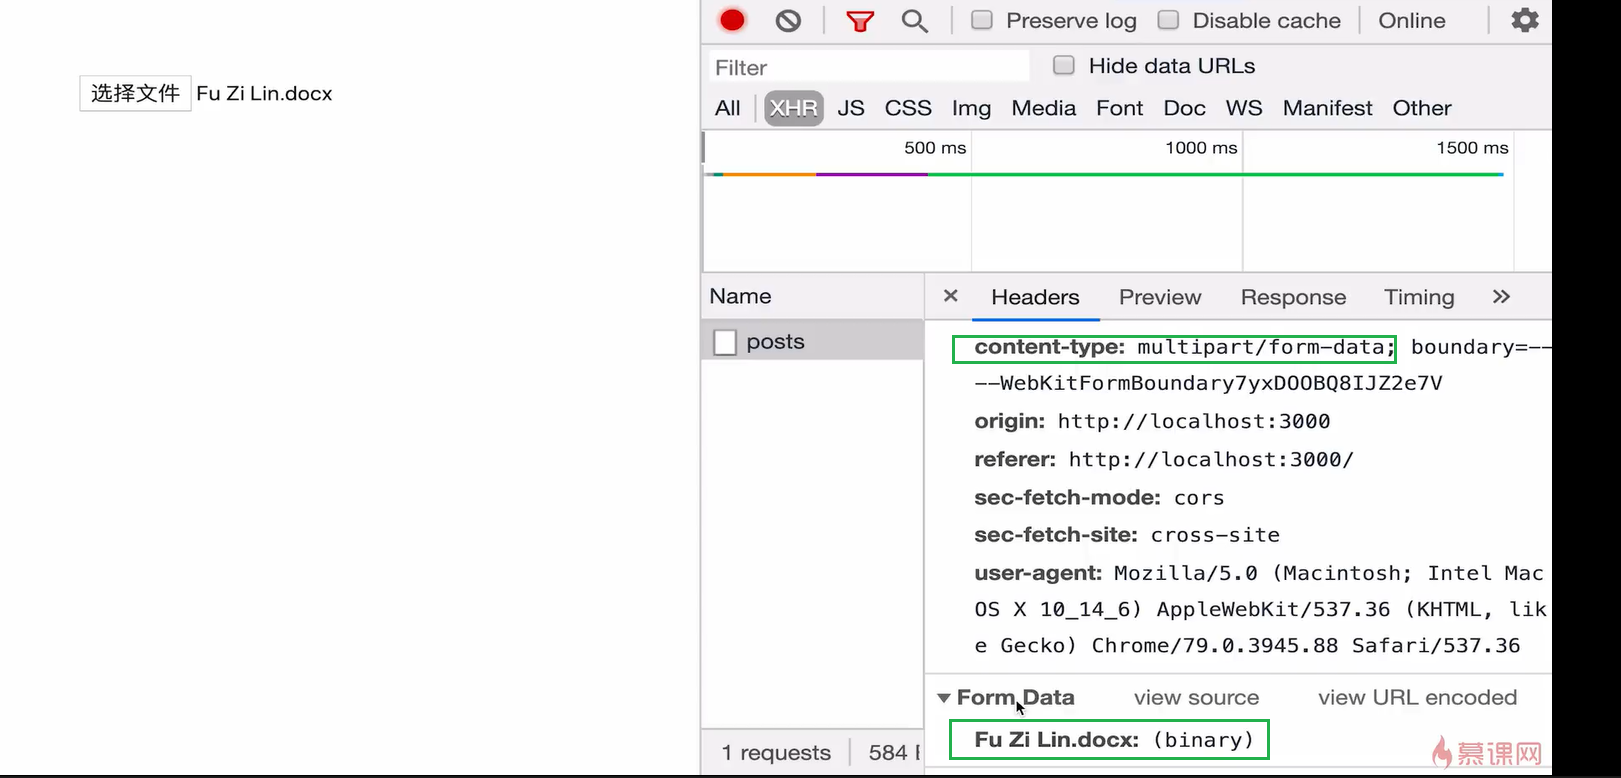 选择文件 Fu Zi Lin.docx
Preserve log Disable cache Online
Filter Hide data URLs
All XHR JS CSS Img Media Font Doc WS Manifest Other
500 ms 1000 ms 1500 ms
Name
posts
1 requests 584
× Headers Preview Response Timing »
content-type: multipart/form-data; boundary=--
--WebKitFormBoundary7yxDOOBQ8IJZ2e7V
origin: http://localhost:3000
referer: http://localhost:3000/
sec-fetch-mode: cors
sec-fetch-site: cross-site
user-agent: Mozilla/5.0 (Macintosh; Intel Mac
OS X 10_14_6) AppleWebKit/537.36 (KHTML, lik
e Gecko) Chrome/79.0.3945.88 Safari/537.36
Form Data view source view URL encoded
Fu Zi Lin.docx: (binary)
慕课网